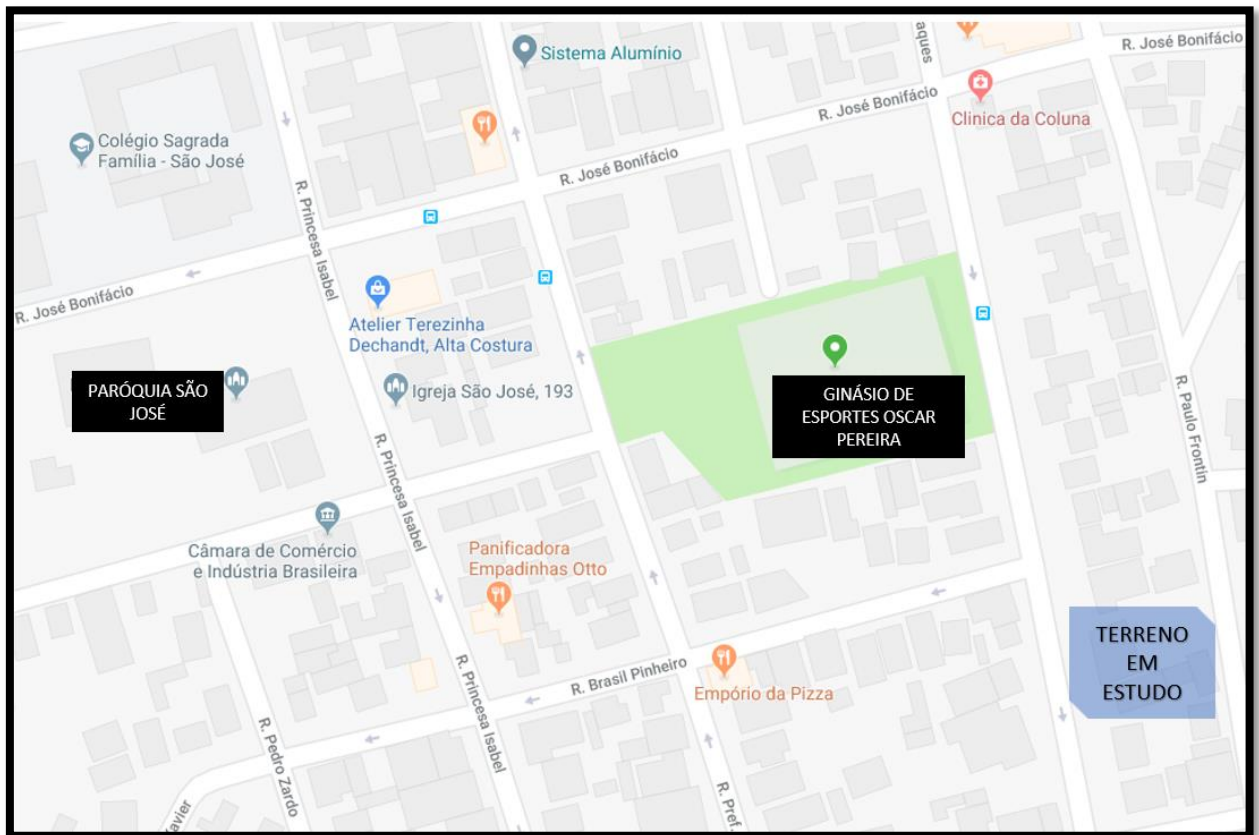 aques
R. José Bonifácio
Sistema Alumínio
R. José Bonifácio
Clinica da Coluna
Colégio Sagrada
Família - São José
R. José Bonifácio
R. Princesa Isabel
R. José Bonifácio
Atelier Terezinha
Dechandt, Alta Costura
PARÓQUIA SÃO
JOSÉ
Igreja São José, 193
GINÁSIO DE
ESPORTES OSCAR
PEREIRA
R. Paulo Frontin
R. Princesa Isabel
Câmara de Comércio
e Indústria Brasileira
Panificadora
Empadinhas Otto
TERRENO
EM
ESTUDO
R. Brasil Pinheiro
Empório da Pizza
R. Princesa Isabel
R. Pedro Zardo
R. Pref.
Xavier